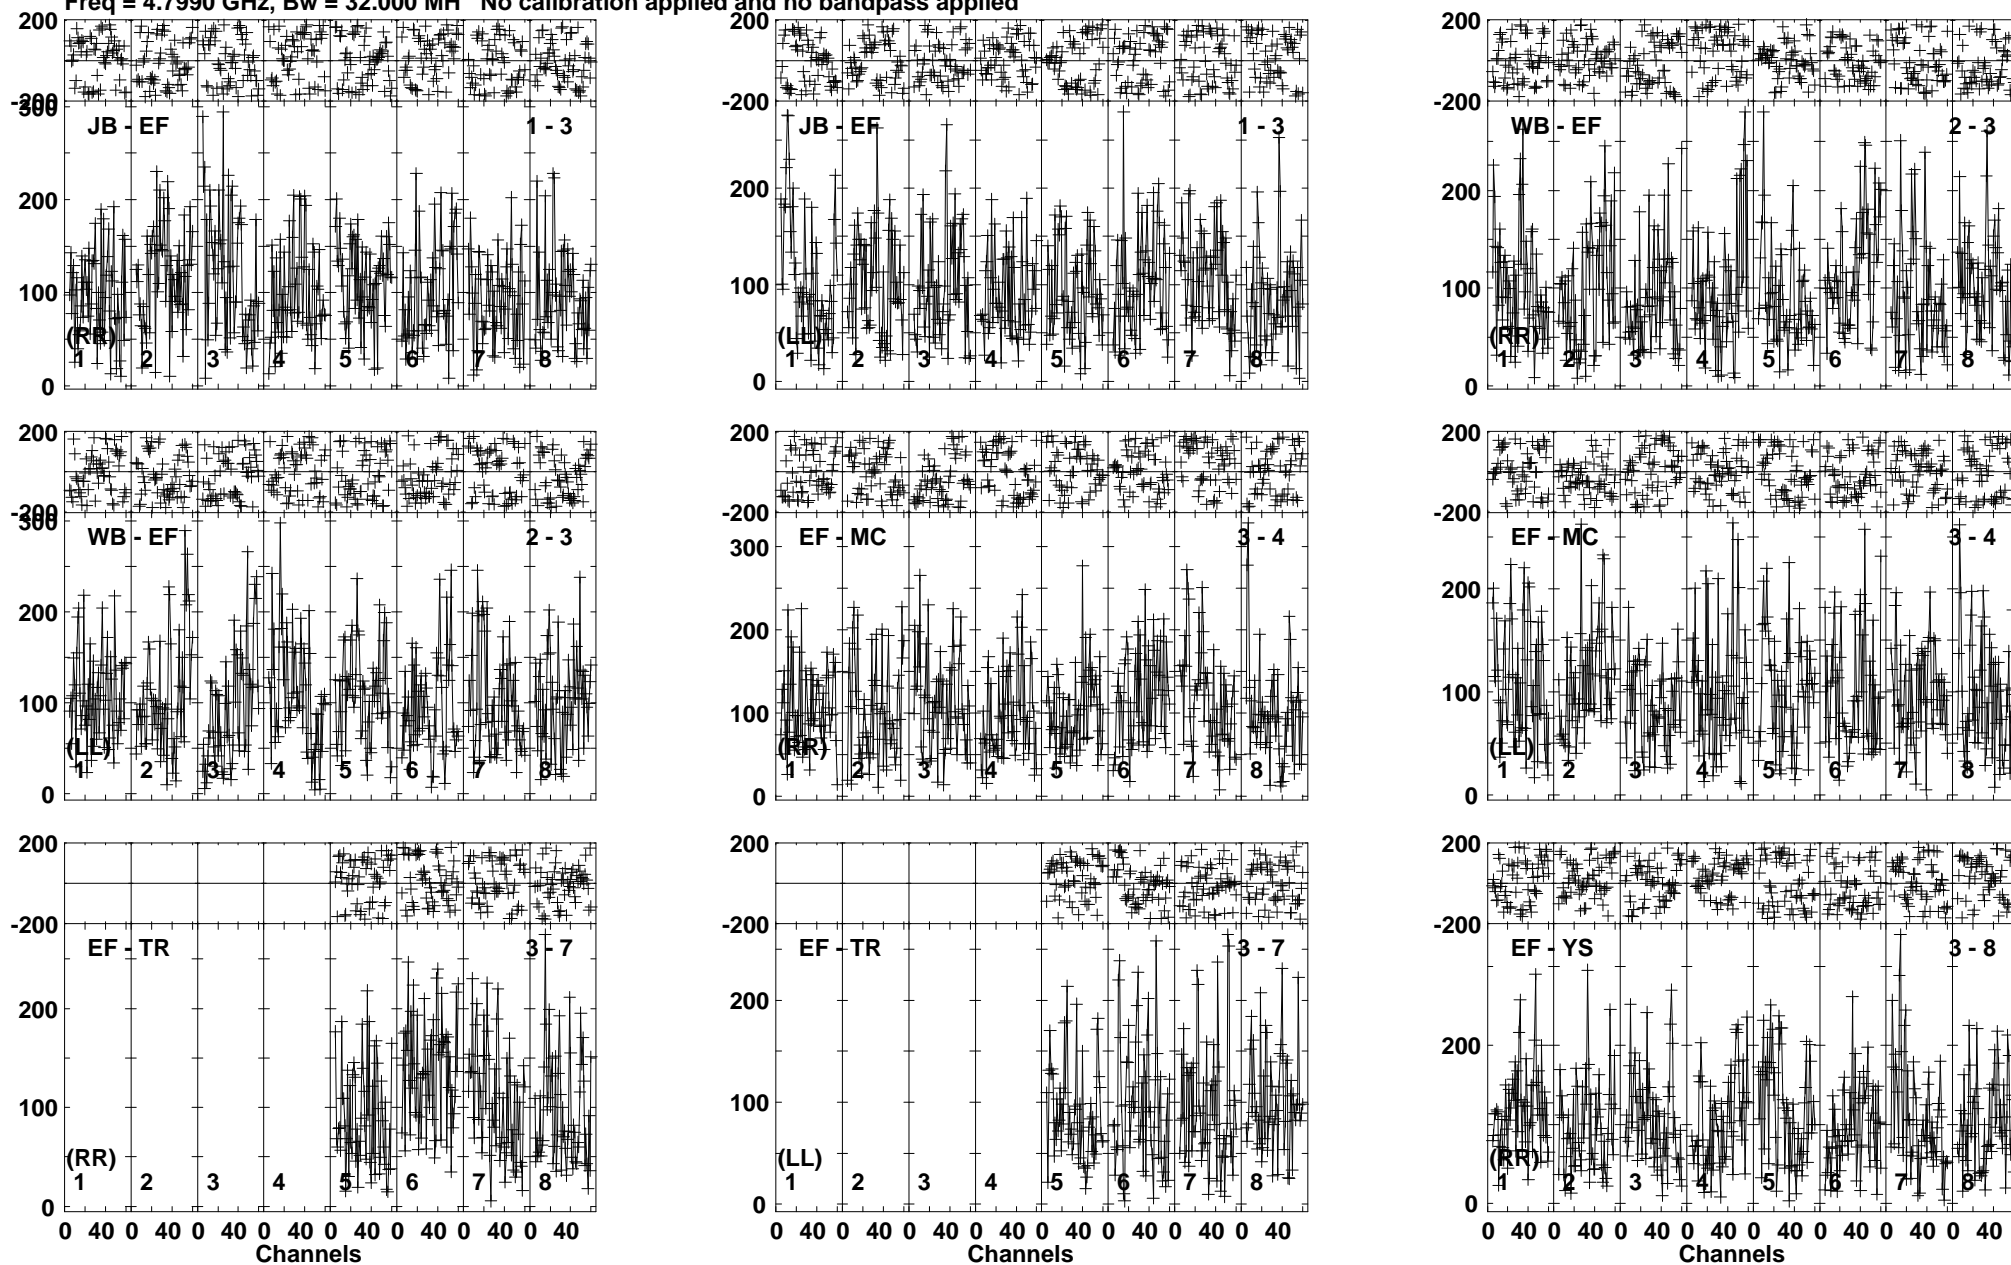 Freq = 4.7990 GHz, Bw = 32.000 MH No calibration applied and no bandpass applied
200 200 200
-200 -200 -200
300
JB - EF 1 - 3 JB - EF 1 - 3 WB - EF 2 - 3
200 200 200
100 100 100
(RR) (LL) (RR)
1 2 3 4 5 6 7 8 1 2 3 4 5 6 7 8 1 2 3 4 5 6 7 8
0 0 0
200 200 200
-200 -200 -200
300
WB - EF 2 - 3 EF - MC 3 - 4 EF - MC 3 - 4
300
200 200 200
100 100 100
(LL) (RR) (LL)
1 2 3 4 5 6 7 8 1 2 3 4 5 6 7 8 1 2 3 4 5 6 7 8
0 0 0
200 200 200
-200 -200 -200
EF - TR 3 - 7 EF - TR 3 - 7 EF - YS 3 - 8
200 200 200
100 100
(RR) (LL) (RR)
1 2 3 4 5 6 7 8 1 2 3 4 5 6 7 8 1 2 3 4 5 6 7 8
0 0 0
0 40 0 40 0 40 0 40 0 40 0 40 0 40 0 40 0 40 0 40 0 40 0 40 0 40 0 40 0 40 0 40 0 40 0 40 0 40 0 40 0 40 0 40 0 40 0 40
Channels Channels Channels